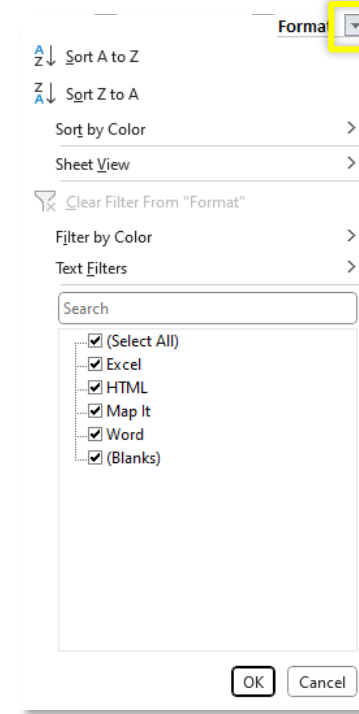 Format
Sort A to Z
Sort Z to A
Sort by Color
Sheet View
Clear Filter From "Format"
Filter by Color
Text Filters
Search
(Select All)
Excel
HTML
Map It
Word
(Blanks)
OK Cancel